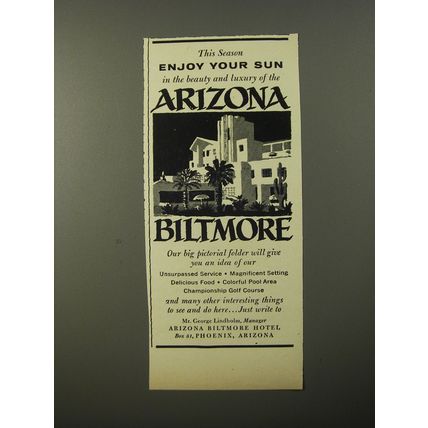 This Season
ENJOY YOUR SUN
in the beauty and luxury of the
ARIZONA
BILTMORE
Our big pictorial folder will give
you an idea of our
Unsurpassed Service • Magnificent Setting
Delicious Food • Colorful Pool Area
Championship Golf Course
and many other interesting things
to see and do here...Just write to
Mr. George Lindholm, Manager
ARIZONA BILTMORE HOTEL
Box 81, PHOENIX, ARIZONA